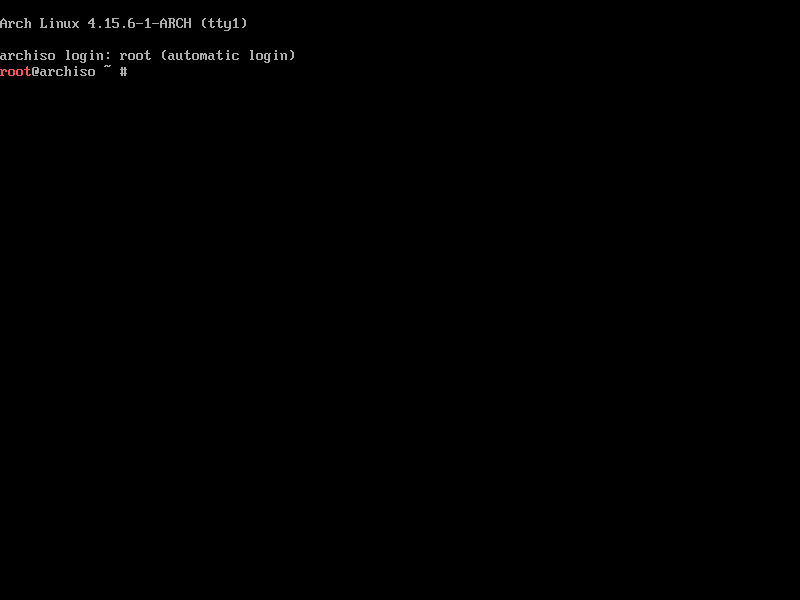 Arch Linux 4.15.6-1-ARCH (tty1)
archiso login: root (automatic login)
root@archiso ~ #